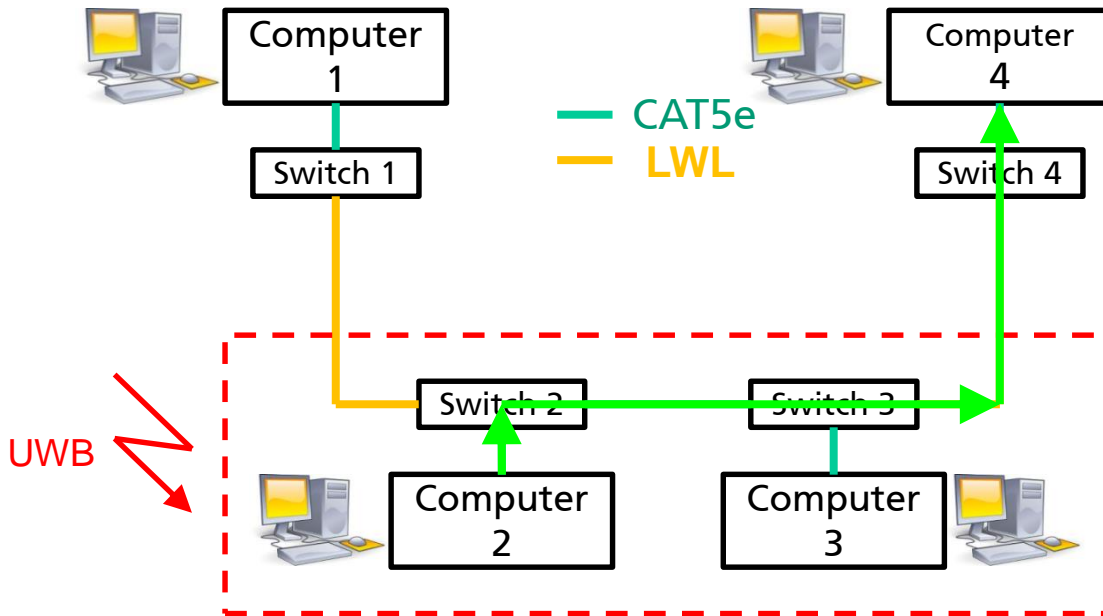 Computer
1
Computer
4
CAT5e
LWL
Switch 1
Switch 4
Switch 2
Switch 3
UWB
Computer
2
Computer
3